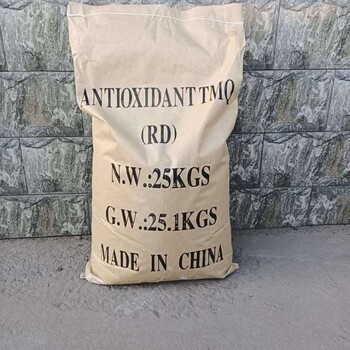 ANTIOXIDANT TMQ
(RD)
N.W.:25KGS
G.W.:25.1KGS
MADE IN CHINA